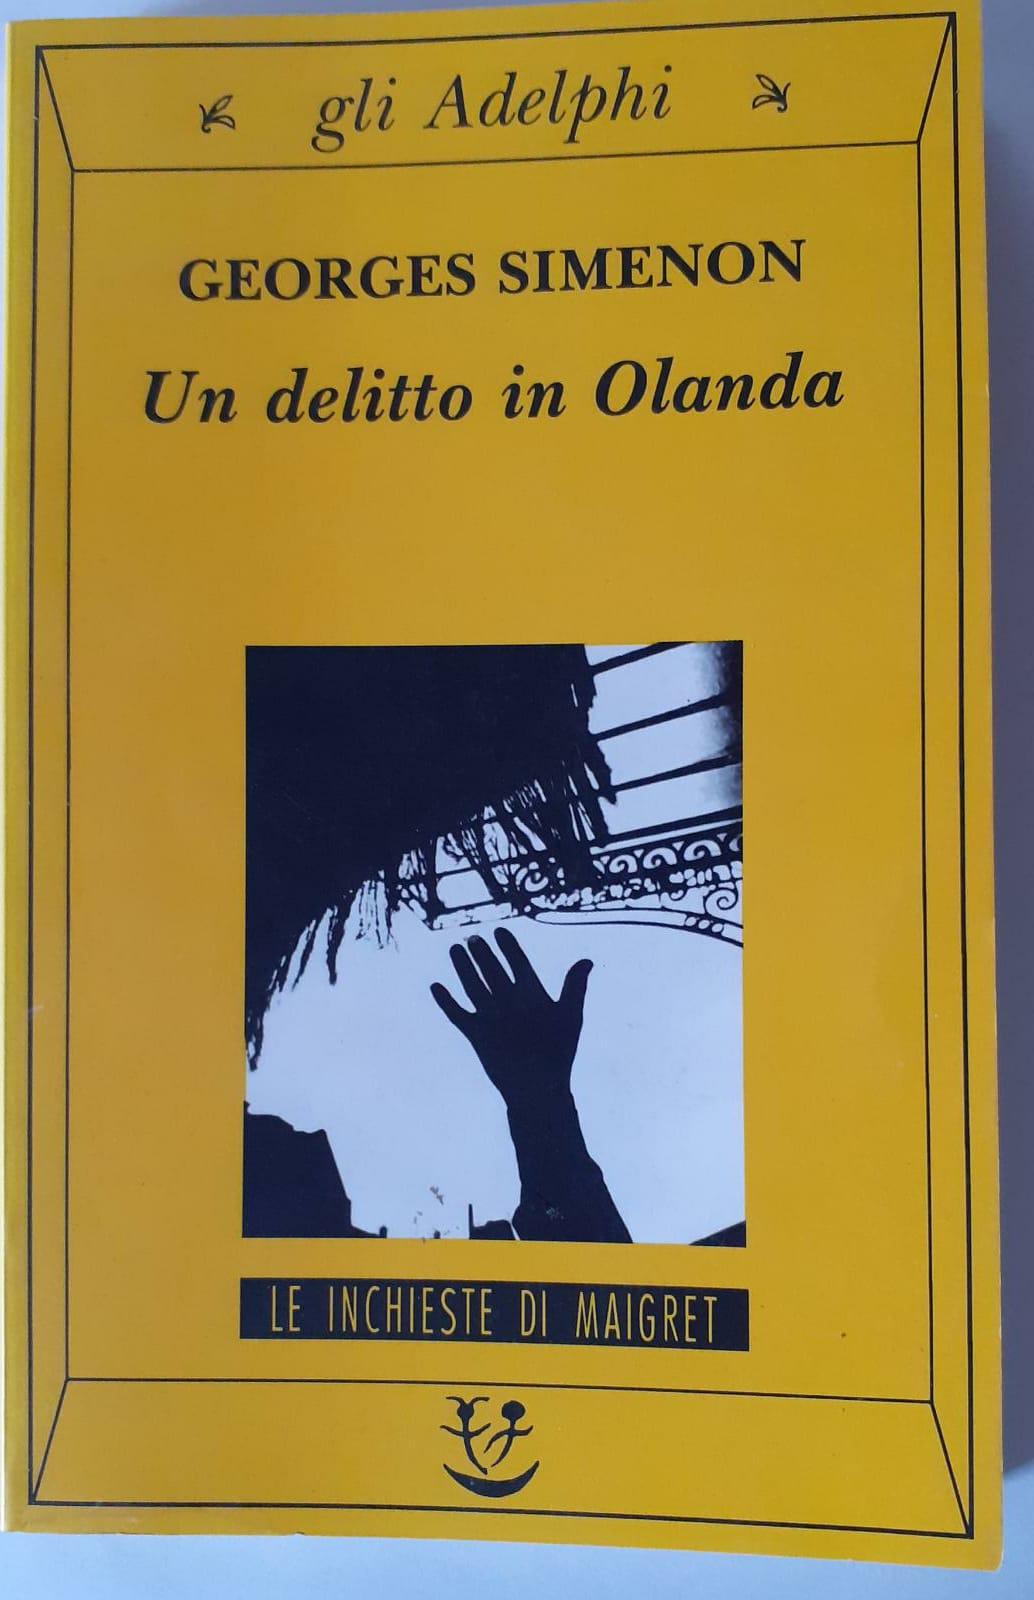 gli Adelphi
GEORGES SIMENON
Un delitto in Olanda
LE INCHIESTE DI MAIGRET